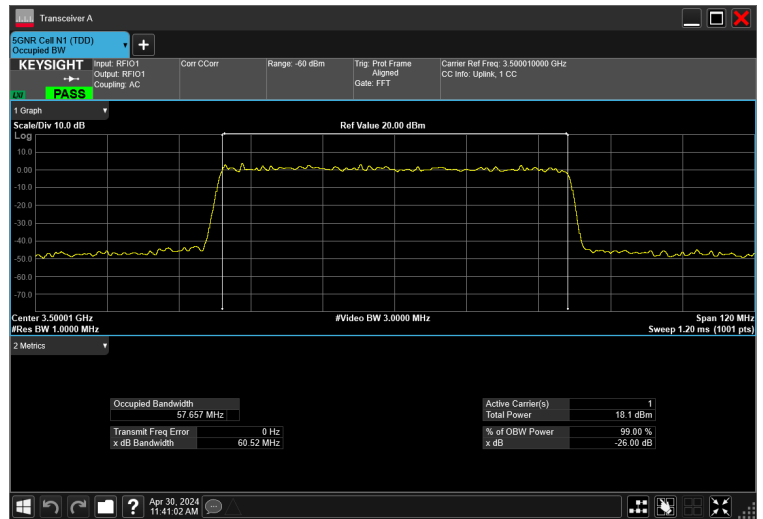 Transceiver A
5GNR Cell N1 (TDD)
Occupied BW
KEYSIGHT
LXI
PASS
Input: RFIO1
Output: RFIO1
Coupling: AC
Corr CCorr
Range: -60 dBm
Trig: Prot Frame
Aligned
Gate: FFT
Carrier Ref Freq: 3.500010000 GHz
CC Info: Uplink, 1 CC
1 Graph
Scale/Div 10.0 dB
Ref Value 20.00 dBm
Log
10.0
0.00
-10.0
-20.0
-30.0
-40.0
-50.0
-60.0
-70.0
Center 3.50001 GHz
#Video BW 3.0000 MHz
Span 120 MHz
#Res BW 1.0000 MHz
Sweep 1.20 ms (1001 pts)
2 Metrics
Occupied Bandwidth
57.657 MHz
Transmit Freq Error 0 Hz
x dB Bandwidth 60.52 MHz
Active Carrier(s) 1
Total Power 18.1 dBm
% of OBW Power 99.00 %
x dB -26.00 dB
?
Apr 30, 2024
11:41:02 AM